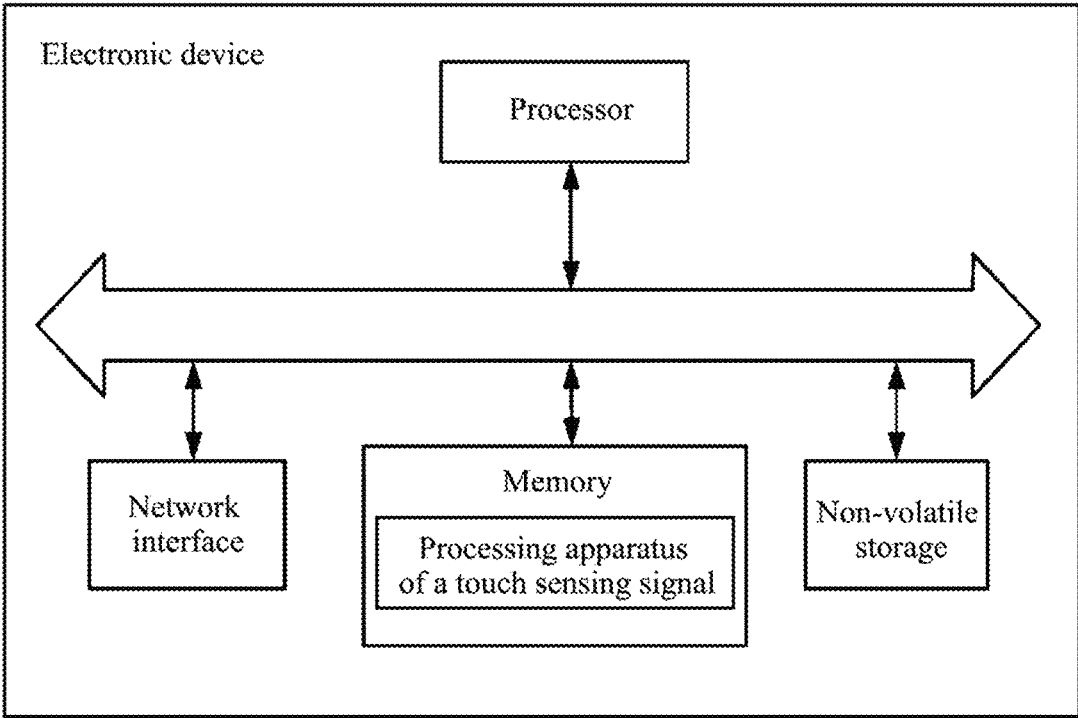 Electronic device
Processor
Network
interface
Memory
Processing apparatus
of a touch sensing signal
Non-volatile
storage